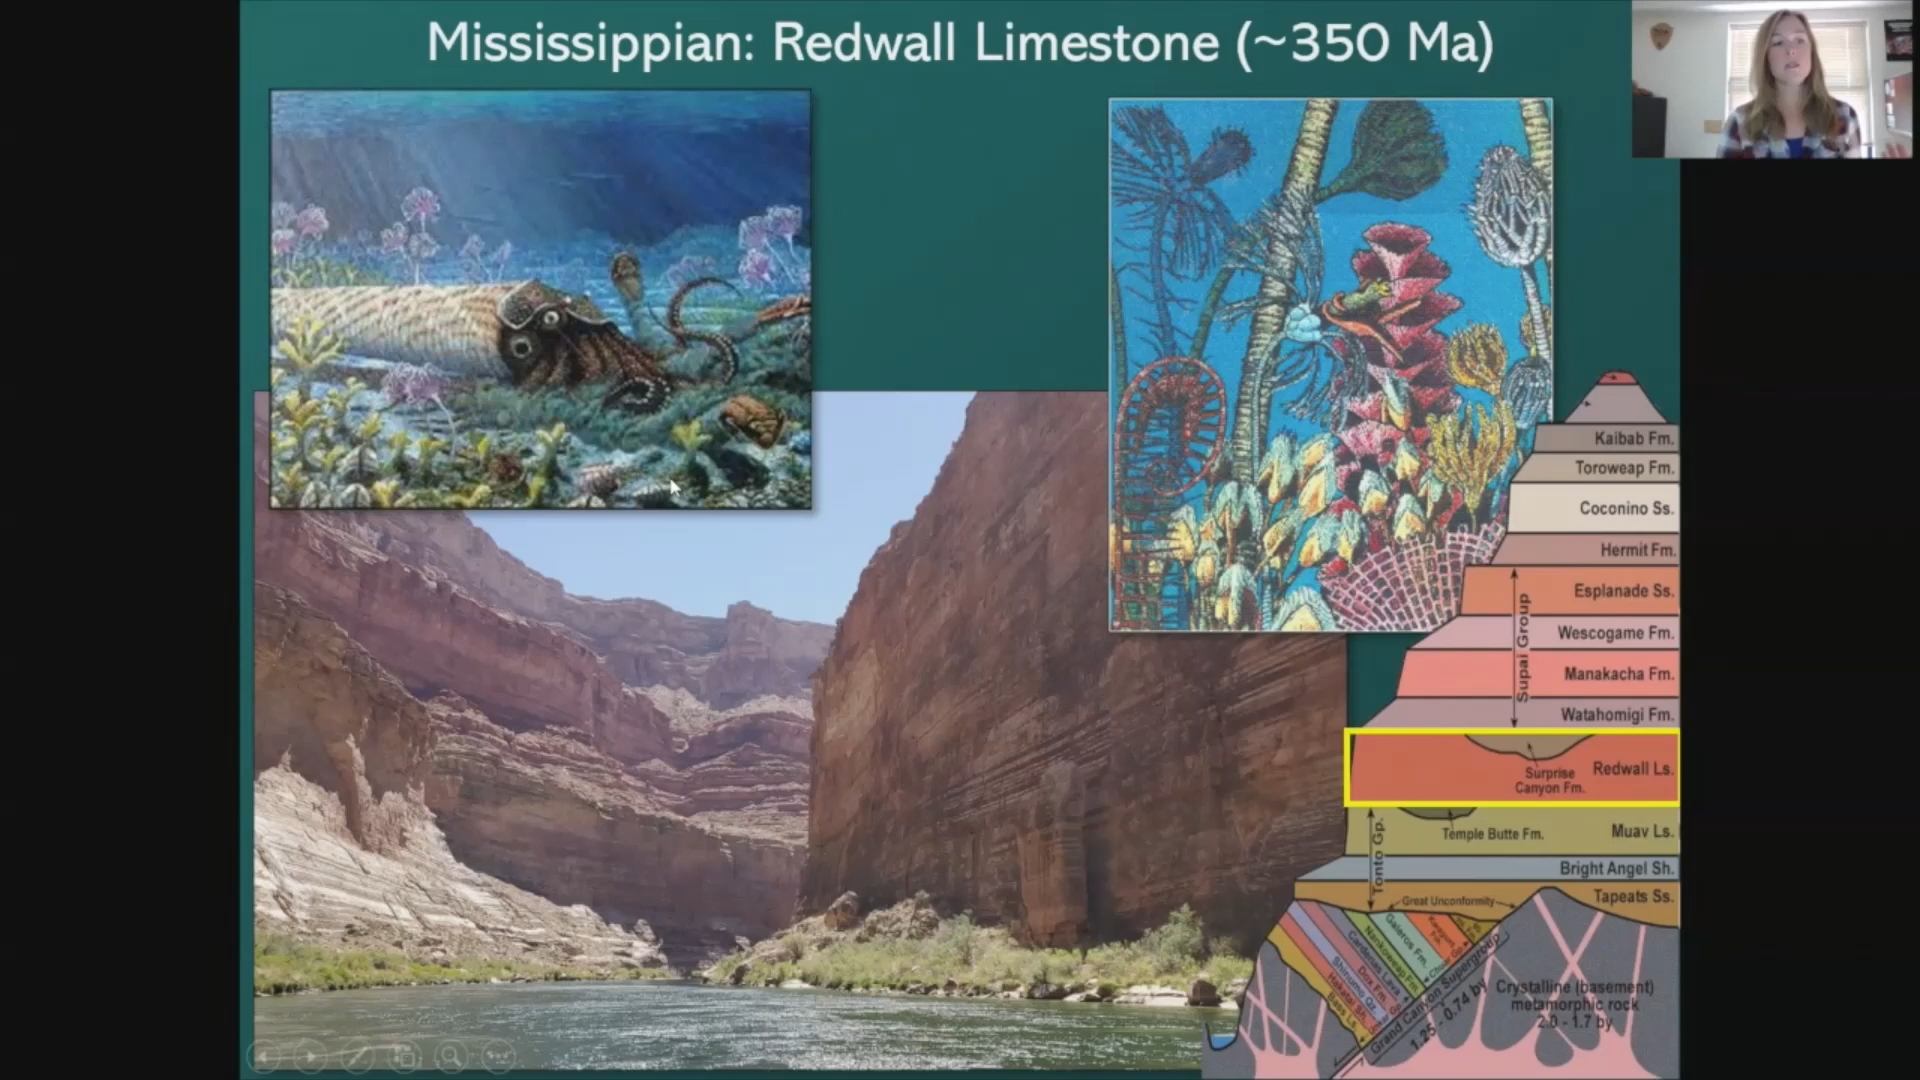 Mississippian: Redwall Limestone (~350 Ma)
Kaibab Fm.
Toroweap Fm.
Coconino Ss.
Hermit Fm.
Esplanade Ss.
Supai Group
Wescogame Fm.
Manakacha Fm.
Watahomigi Fm.
Redwall Ls.
Surprise
Canyon Fm.
Temple Butte Fm.
Muav Ls.
Tonto Gp.
Bright Angel Sh.
Tapeats Ss.
Great Unconformity
Galeros Fm.
Nankoweap Fm.
Cardenas Lava
Dox Fm.
Shinumo Qz.
Hakatai Sh.
Bass Ls.
Chuar Gp.
Grand Canyon Supergroup
1.25 - 0.74 by
Crystalline (basement)
metamorphic rock
2.0 - 1.7 by